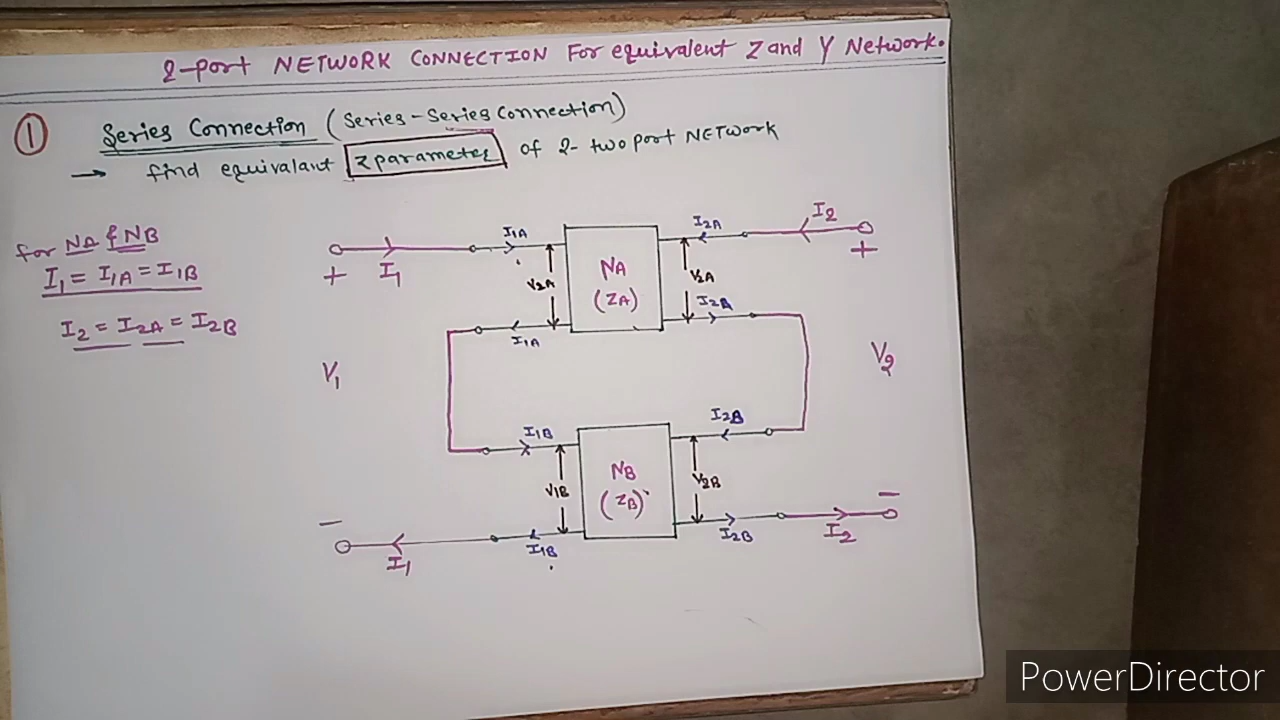 2-port NETWORK CONNECTION For equivalent Z and Y Network.
1 Series Connection (Series-Series Connection)
→ find equivalant Z parameter of 2- two port NETWORK
for NA & NB
I1 = I1A = I1B
I2 = I2A = I2B
I1A
I2A
I2
+
I1
V2A
NA
(ZA)
V2A
+
I2A
I1A
V1
V2
I1B
I2B
V1B
NB
(ZB)
V2B
-
-
I1
I1B
I2B
I2
PowerDirector